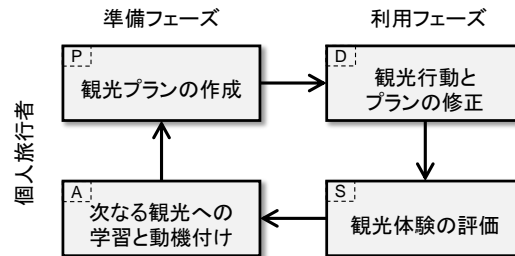 準備フェーズ
利用フェーズ
個人旅行者
P
観光プランの作成
D
観光行動と
プランの修正
A
次なる観光への
学習と動機付け
S
観光体験の評価